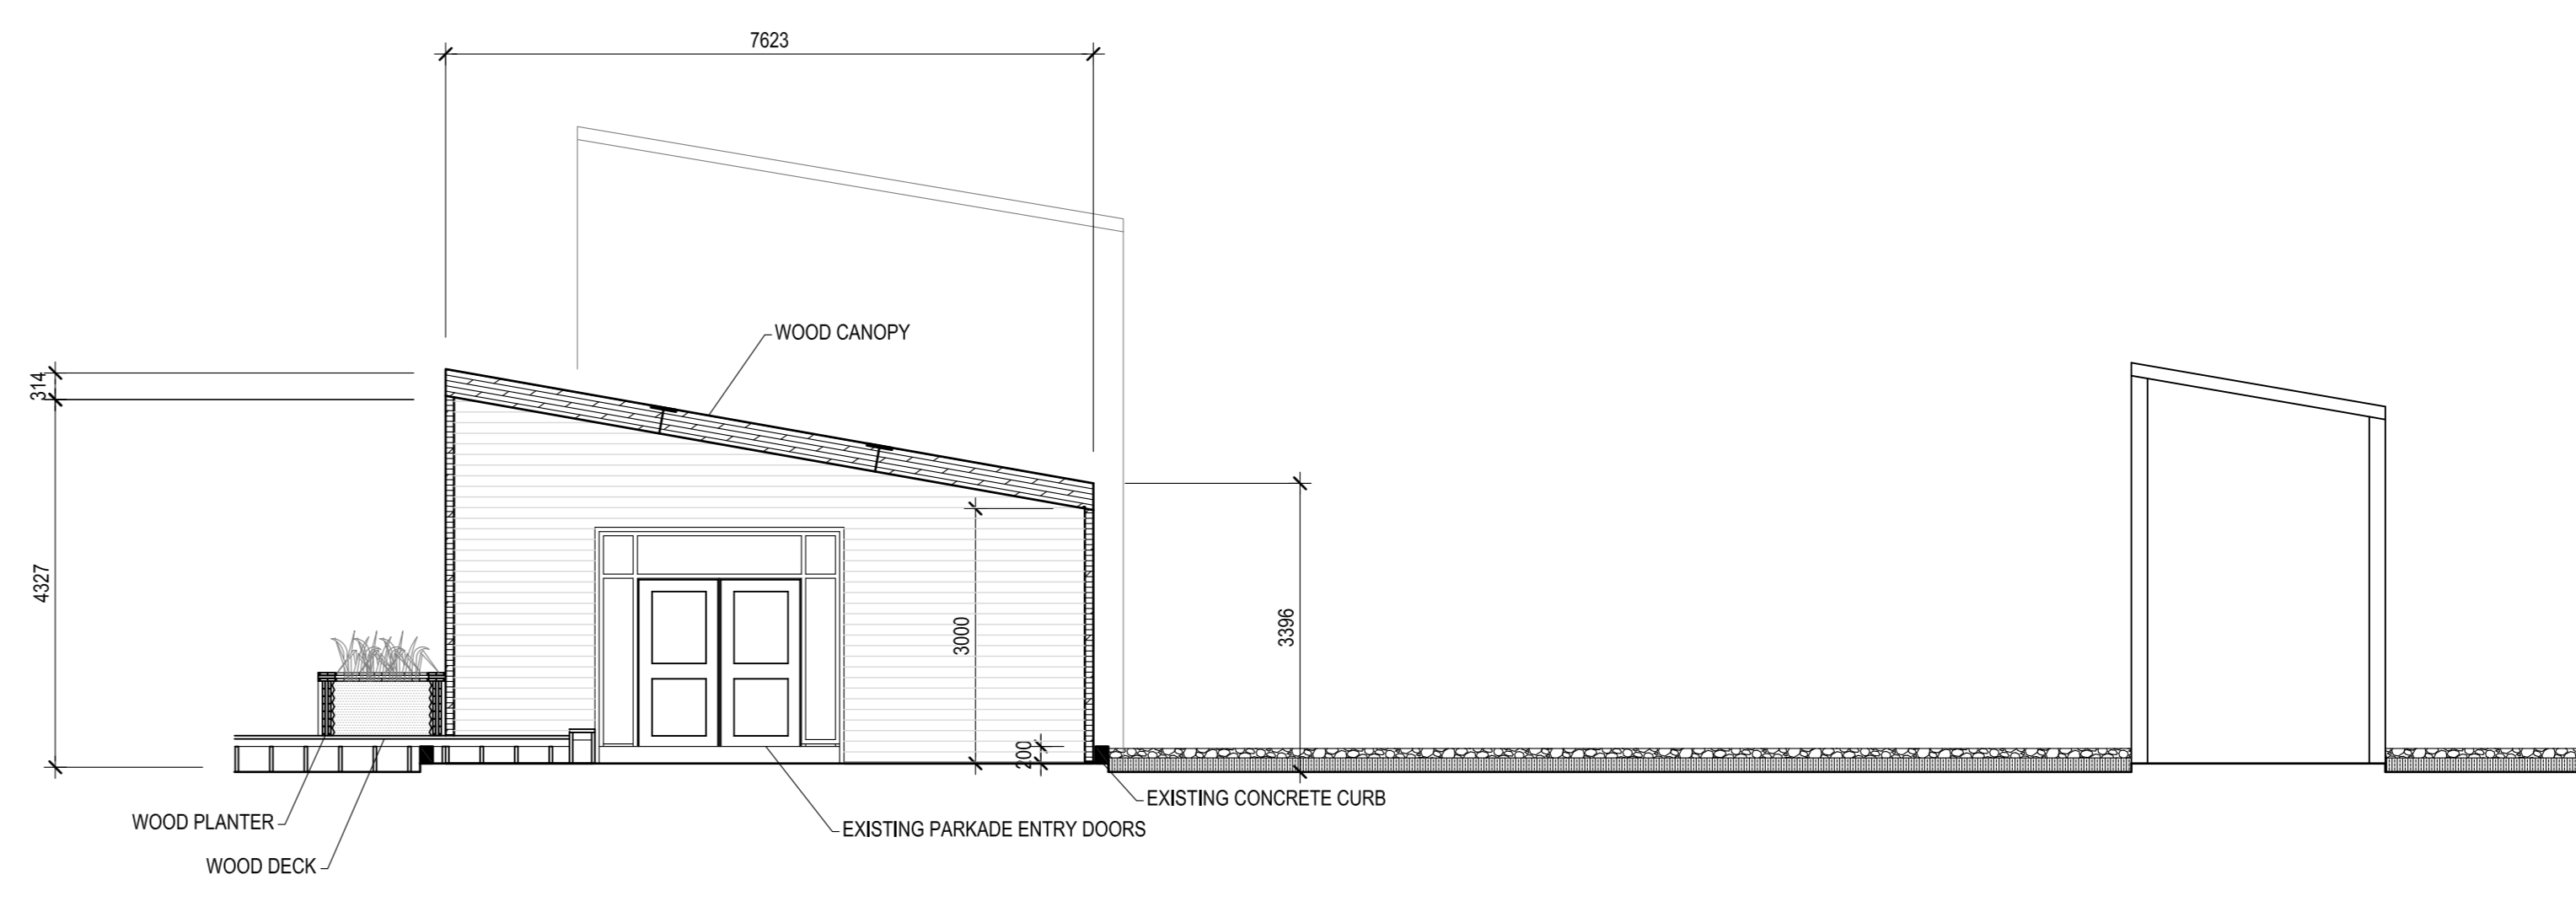 7623
WOOD CANOPY
314
4327
3000
3396
200
EXISTING CONCRETE CURB
WOOD PLANTER
EXISTING PARKADE ENTRY DOORS
WOOD DECK